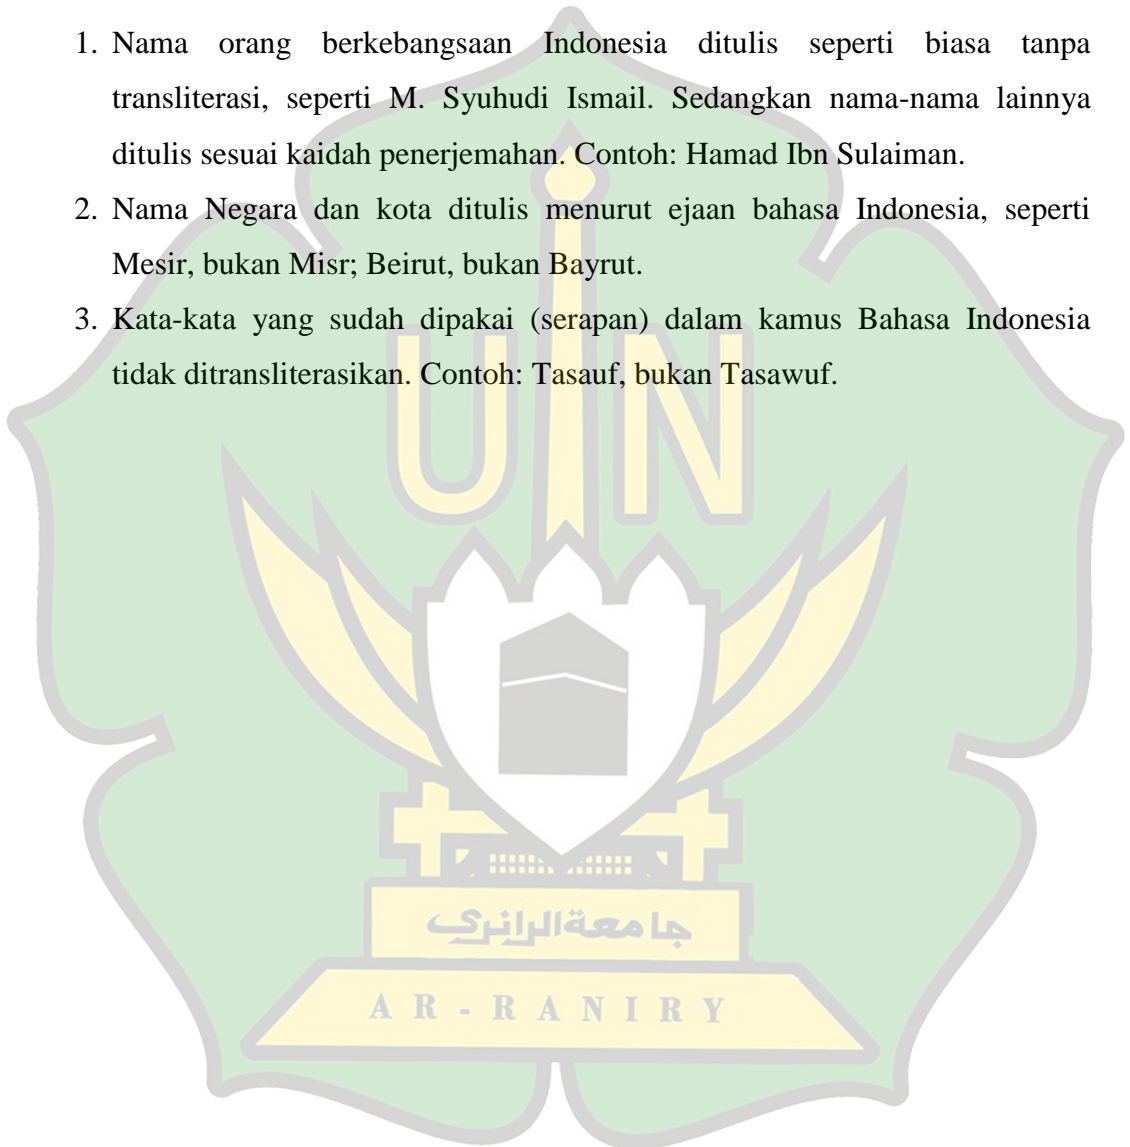 1. Nama orang berkebangsaan Indonesia ditulis seperti biasa tanpa
transliterasi, seperti M. Syuhudi Ismail. Sedangkan nama-nama lainnya
ditulis sesuai kaidah penerjemahan. Contoh: Hamad Ibn Sulaiman.
2. Nama Negara dan kota ditulis menurut ejaan bahasa Indonesia, seperti
Mesir, bukan Misr; Beirut, bukan Bayrut.
3. Kata-kata yang sudah dipakai (serapan) dalam kamus Bahasa Indonesia
tidak ditransliterasikan. Contoh: Tasauf, bukan Tasawuf.
UIN
جامعةالرانري
AR-RANIRY